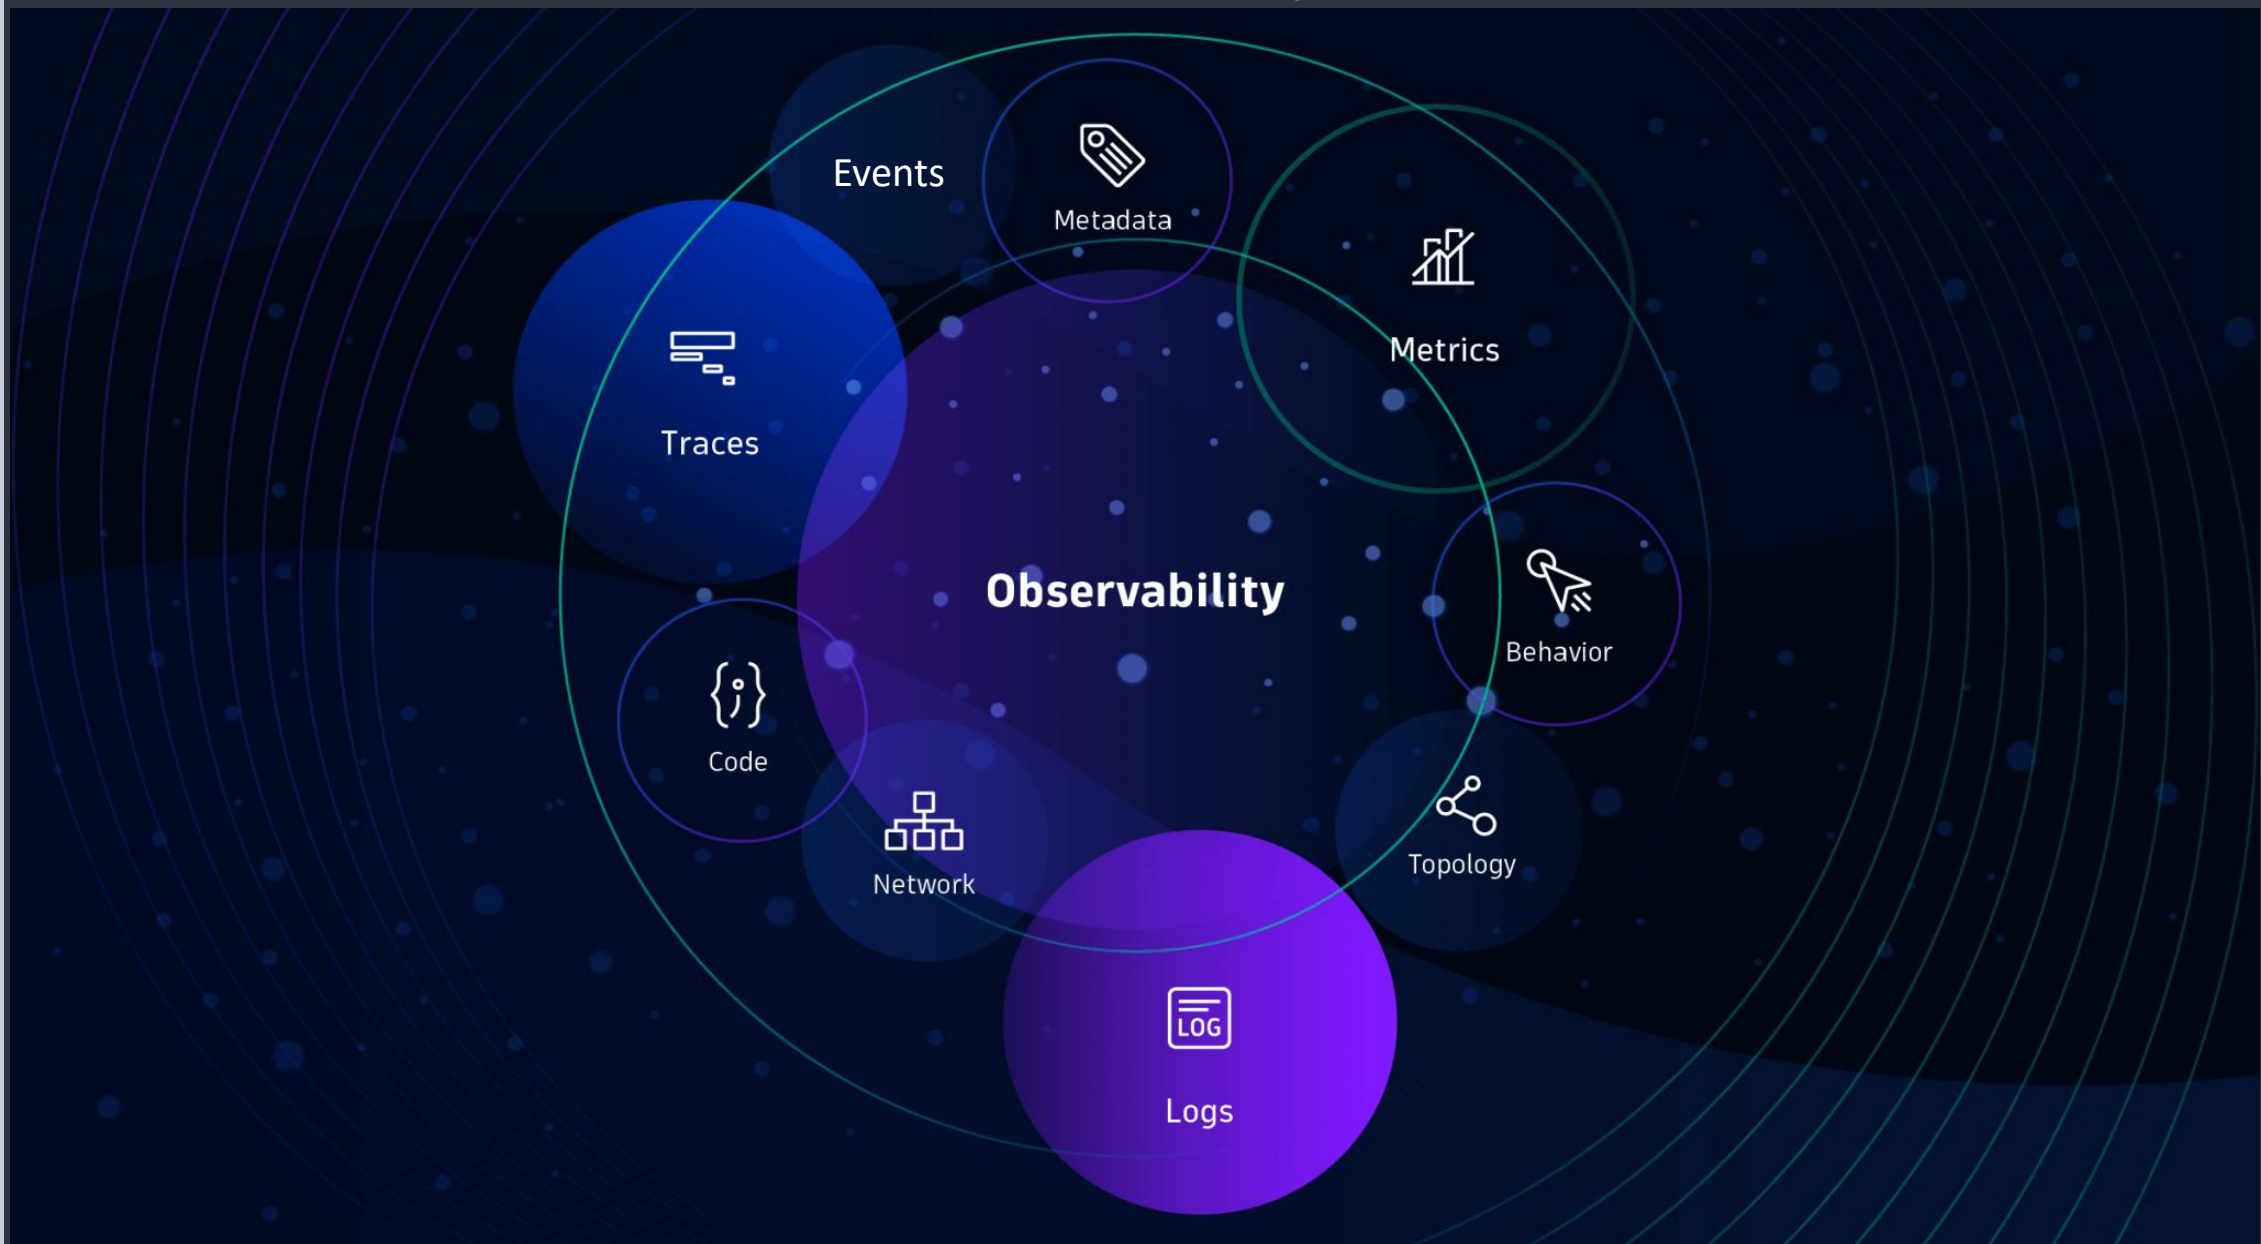 Events
Metadata
Metrics
Traces
Observability
Behavior
Code
Topology
Network
LOG
Logs